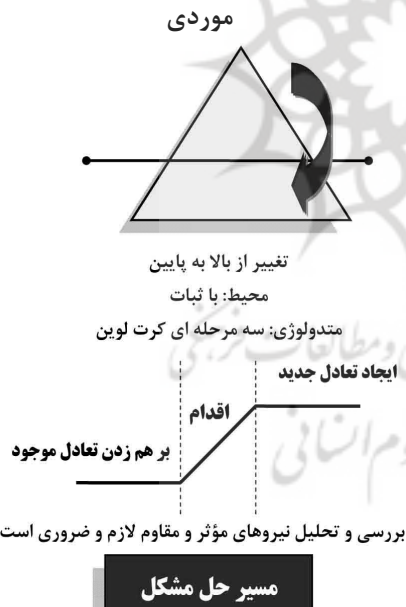 موردی
تغییر از بالا به پایین
محیط: با ثبات
متدولوژی: سه مرحله ای کرت لوین
ایجاد تعادل جدید
اقدام
بر هم زدن تعادل موجود
بررسی و تحلیل نیروهای مؤثر و مقاوم لازم و ضروری است
مسیر حل مشکل